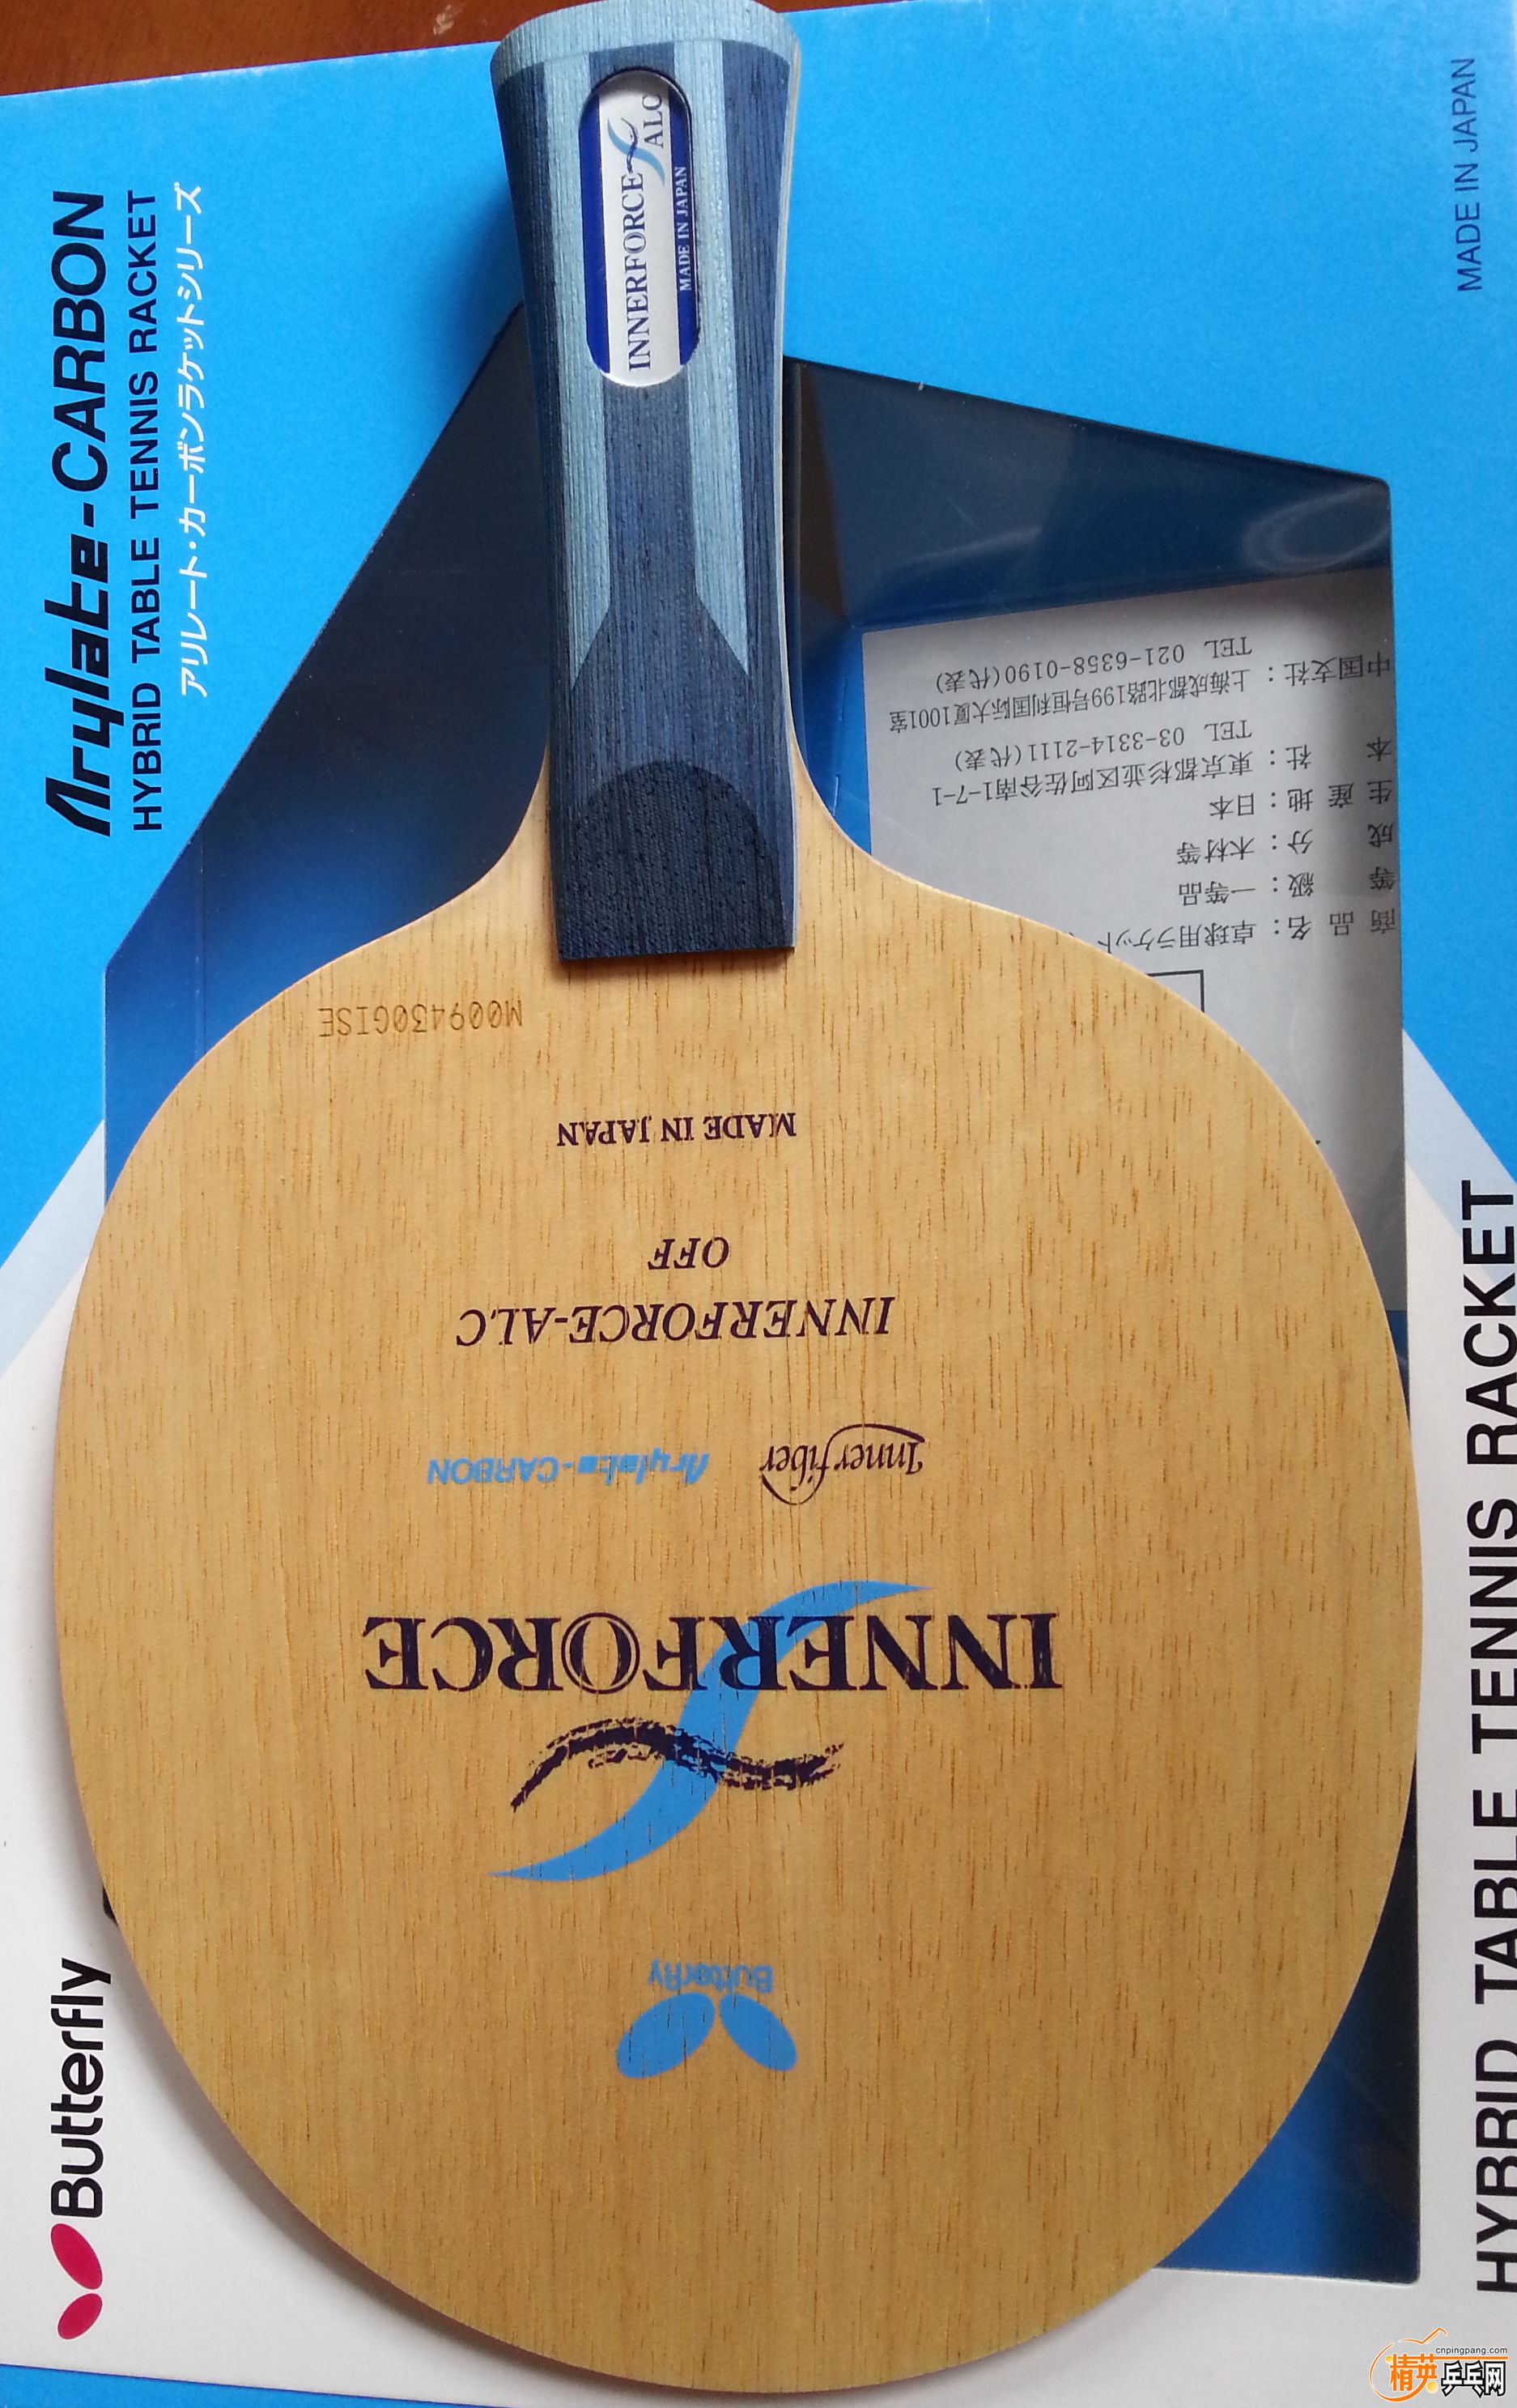 Arylate-CARBON
HYBRID TABLE TENNIS RACKET
アリレート・カーボンラケットシリーズ
Butterfly
MADE IN JAPAN
HYBRID TABLE TENNIS RACKET
INNERFORCE
ALC
MADE IN JAPAN
Butterfly
INNERFORCE
Innerfiber Arylate-CARBON
INNERFORCE-ALC
OFF
MADE IN JAPAN
M009430GISE
商品名：卓球用ラケット
等級：一等品
成分：木材等
生産地：日本
本社：東京都杉並区阿佐谷南1-7-1
TEL 03-3314-2111(代表)
中国支社：上海成都北路199号恒利国际大厦1001室
TEL 021-6358-0190(代表)
cnpingpang.com
精英乒乓网